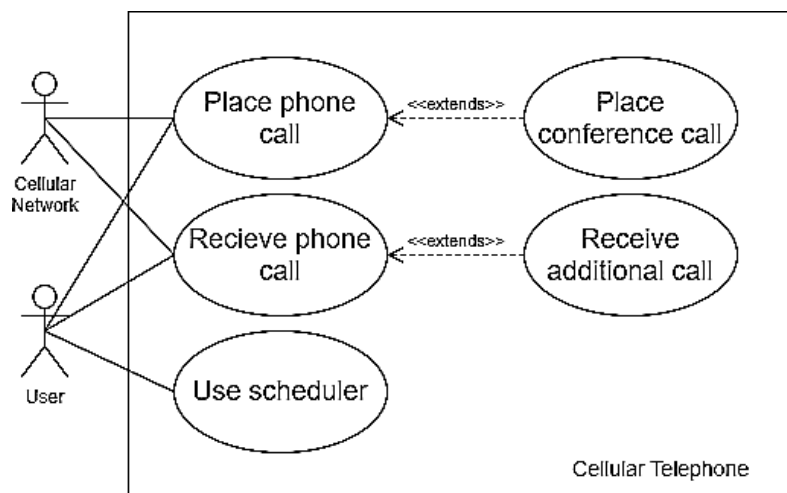 Place phone
call
<<extends>>
Place
conference call
Cellular
Network
Recieve phone
call
<<extends>>
Receive
additional call
User
Use scheduler
Cellular Telephone